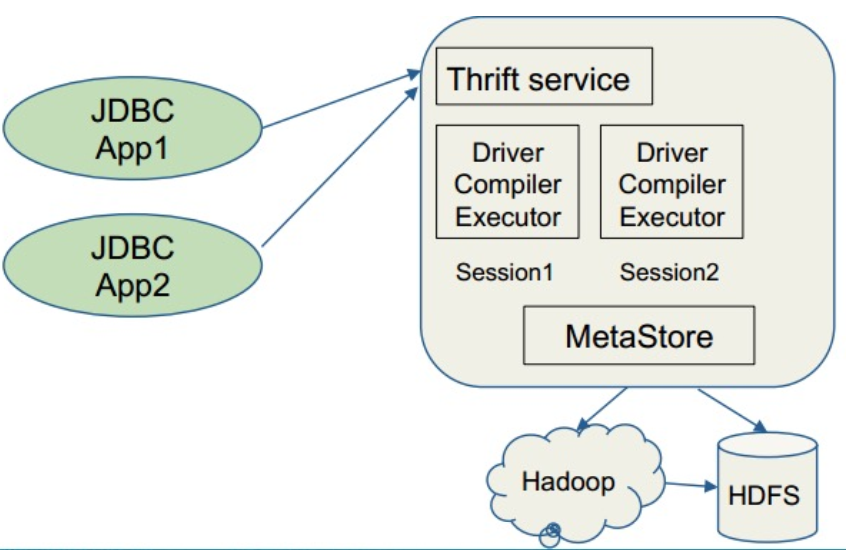 JDBC
App1
JDBC
App2
Thrift service
Driver
Compiler
Executor
Driver
Compiler
Executor
Session1
Session2
MetaStore
Hadoop
HDFS